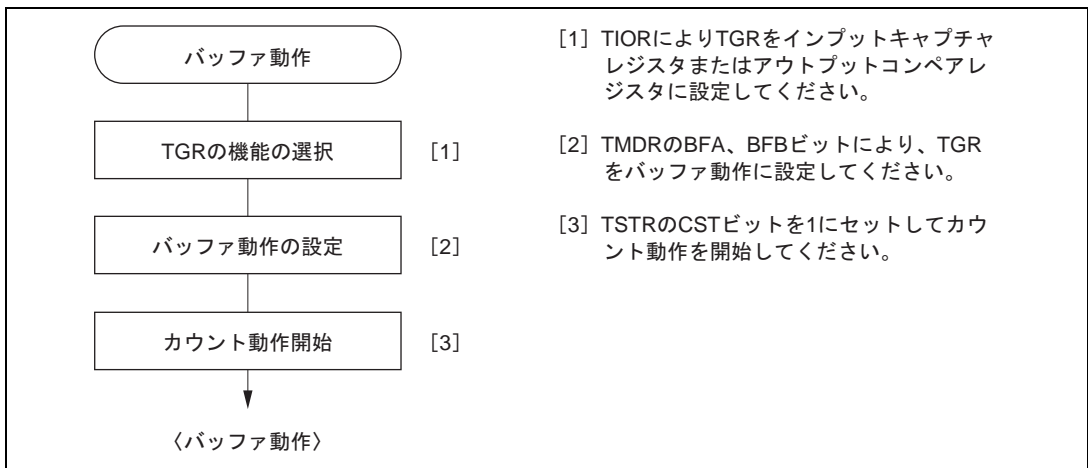 バッファ動作
TGRの機能の選択 [1]
バッファ動作の設定 [2]
カウント動作開始 [3]
〈バッファ動作〉
[1] TIORによりTGRをインプットキャプチャ
レジスタまたはアウトプットコンペアレ
ジスタに設定してください。
[2] TMDRのBFA、BFBビットにより、TGR
をバッファ動作に設定してください。
[3] TSTRのCSTビットを1にセットしてカウ
ント動作を開始してください。